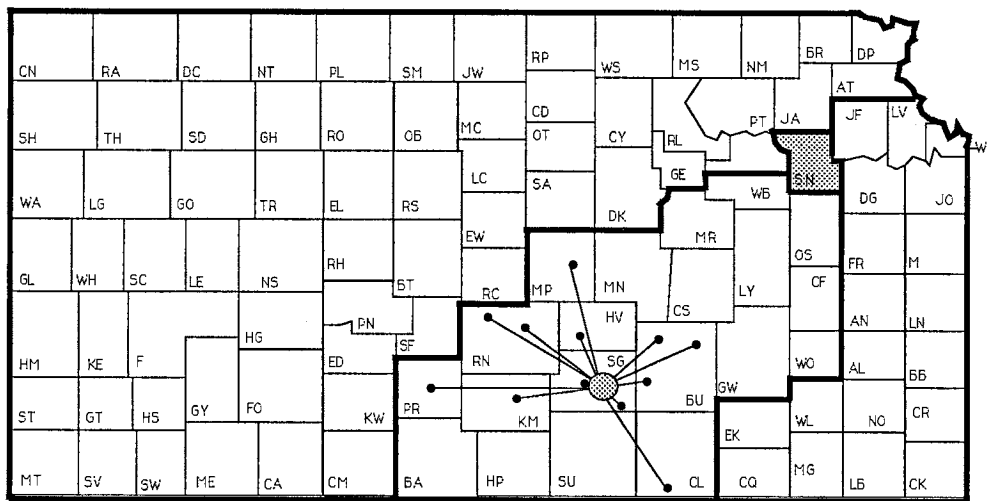 CN RA DC NT PL SM JW RP WS MS NM BR DP
AT
SH TH SD GH RO OB MC CD OT CY RL PT JA JF LV W
LC SA GE SN
WA LG GO TR EL RS DK WB DG JO
EW MR
GL WH SC LE NS RH BT RC MP MN OS CF FR M
LY
PN HV CS AN LN
HG SF
HM KE F ED RN SG WO AL BB
GW
ST GT HS GY FO KW PR KM BU WL NO CR
EK
MT SV SW ME CA CM BA HP SU CL CQ MG LB CK